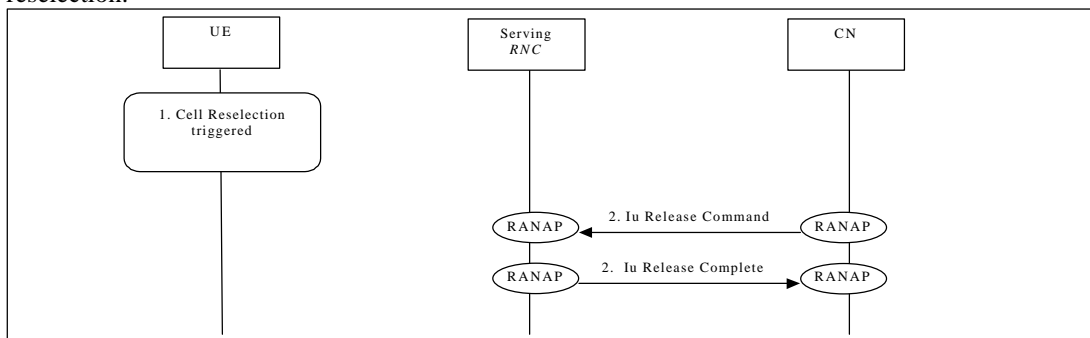 reselection.
UE
Serving
RNC
CN
1. Cell Reselection
triggered
2. Iu Release Command
RANAP
RANAP
2. Iu Release Complete
RANAP
RANAP